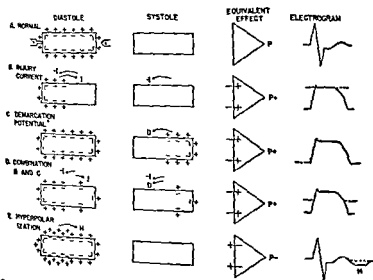 DIASTOLE SYSTOLE EQUIVALENT EFFECT ELECTROGRAM
A. NORMAL
P
B. INJURY CURRENT
I I
P+
C. DEMARCATION POTENTIAL
D
P+
D. COMBINATION B AND C
I I
D
P+
E. HYPERPOLARIZATION
H
P-
H